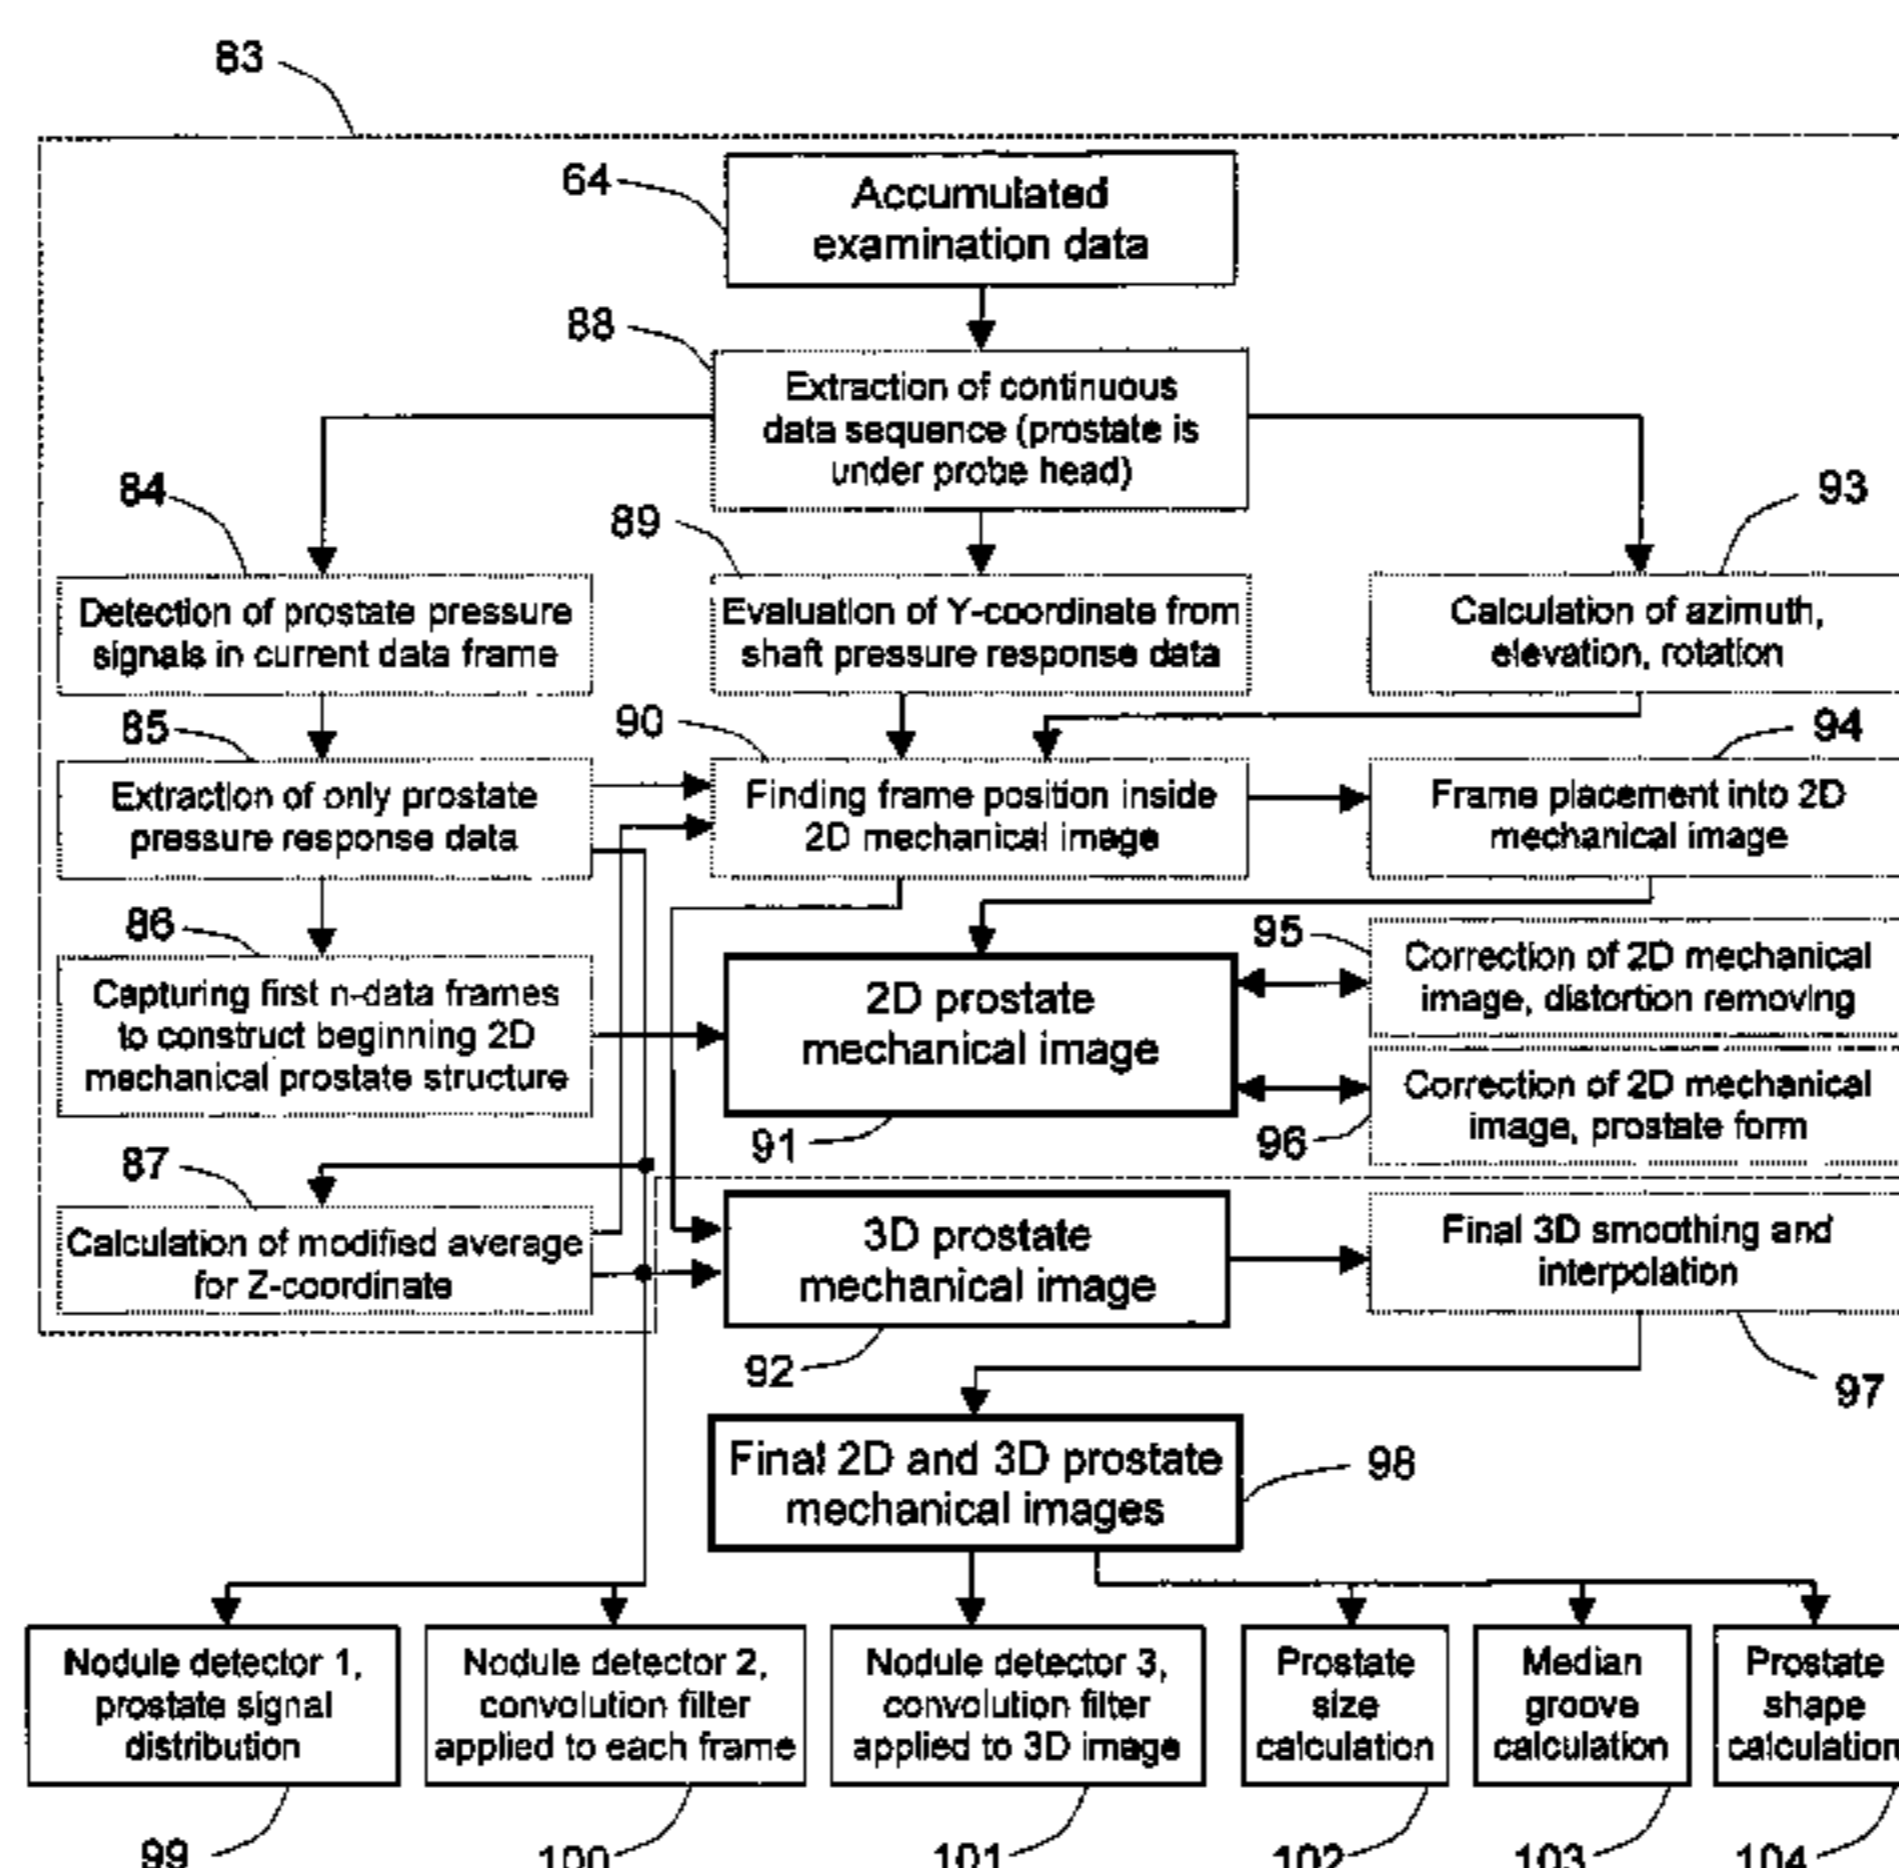 83
64
Accumulated
examination data
88
Extraction of continuous
data sequence (prostate is
under probe head)
84
89
93
Detection of prostate pressure
signals in current data frame
Evaluation of Y-coordinate from
shaft pressure response data
Calculation of azimuth,
elevation, rotation
85
90
94
Extraction of only prostate
pressure response data
Finding frame position inside
2D mechanical image
Frame placement into 2D
mechanical image
86
95
Capturing first n-data frames
to construct beginning 2D
mechanical prostate structure
2D prostate
mechanical image
Correction of 2D mechanical
image, distortion removing
Correction of 2D mechanical
image, prostate form
91
96
87
Calculation of modified average
for Z-coordinate
3D prostate
mechanical image
Final 3D smoothing and
interpolation
92
97
Final 2D and 3D prostate
mechanical images
98
Nodule detector 1,
prostate signal
distribution
Nodule detector 2,
convolution filter
applied to each frame
Nodule detector 3,
convolution filter
applied to 3D image
Prostate
size
calculation
Median
groove
calculation
Prostate
shape
calculation
99
100
101
102
103
104